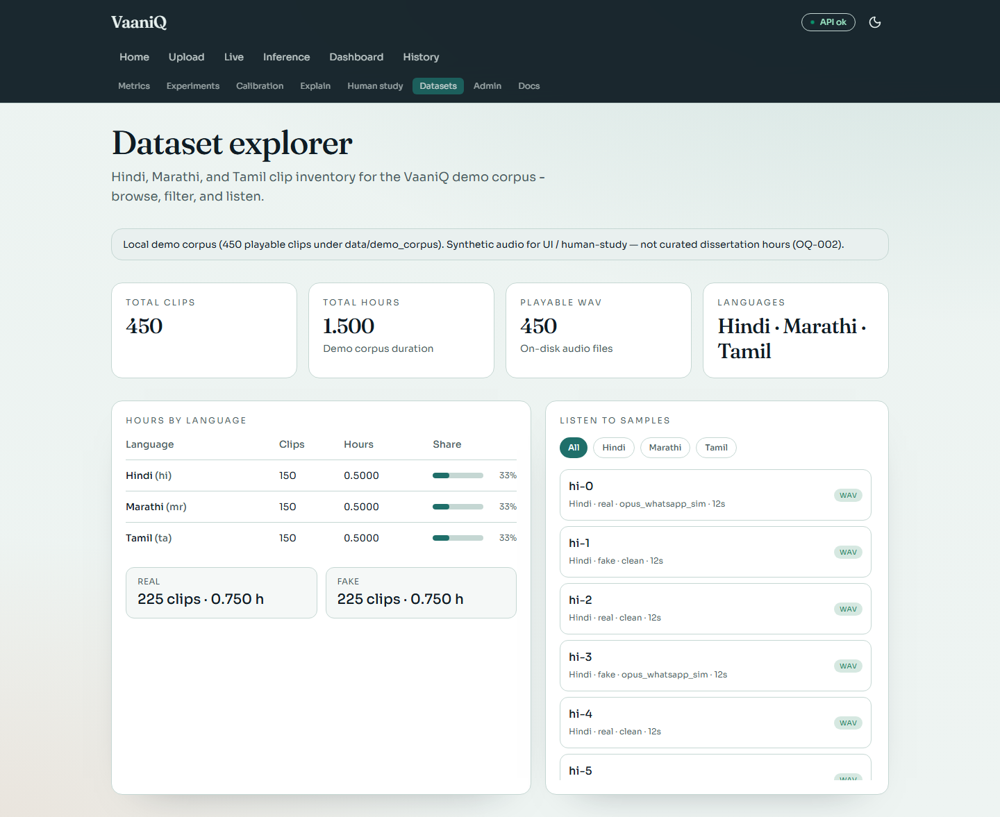 VaaniQ
API ok
Home Upload Live Inference Dashboard History
Metrics Experiments Calibration Explain Human study Datasets Admin Docs
Dataset explorer
Hindi, Marathi, and Tamil clip inventory for the VaaniQ demo corpus -
browse, filter, and listen.
Local demo corpus (450 playable clips under data/demo_corpus). Synthetic audio for UI / human-study — not curated dissertation hours (OQ-002).
TOTAL CLIPS
450
TOTAL HOURS
1.500
Demo corpus duration
PLAYABLE WAV
450
On-disk audio files
LANGUAGES
Hindi · Marathi ·
Tamil
HOURS BY LANGUAGE
Language Clips Hours Share
Hindi (hi) 150 0.5000 33%
Marathi (mr) 150 0.5000 33%
Tamil (ta) 150 0.5000 33%
REAL
225 clips · 0.750 h
FAKE
225 clips · 0.750 h
LISTEN TO SAMPLES
All Hindi Marathi Tamil
hi-0
Hindi · real · opus_whatsapp_sim · 12s
WAV
hi-1
Hindi · fake · clean · 12s
WAV
hi-2
Hindi · real · clean · 12s
WAV
hi-3
Hindi · fake · opus_whatsapp_sim · 12s
WAV
hi-4
Hindi · real · clean · 12s
WAV
hi-5
WAV